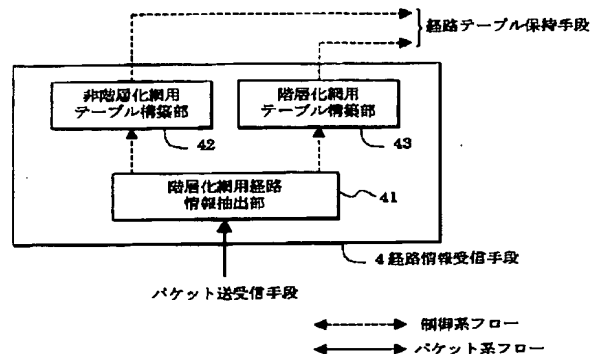 経路テーブル保持手段
非階層化網用
テーブル構築部
階層化網用
テーブル構築部
42
43
階層化網用経路
情報抽出部
41
4 経路情報受信手段
パケット送受信手段
制御系フロー
パケット系フロー